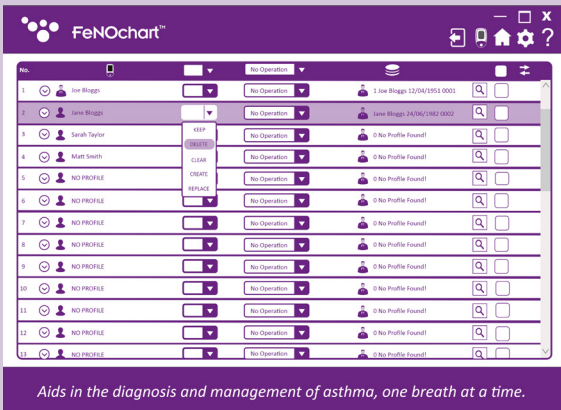 FeNOchart™
No. No Operation
1 Joe Bloggs No Operation 1 Joe Bloggs 12/04/1951 0001
2 Jane Bloggs No Operation Jane Bloggs 24/06/1982 0002
KEEP
DELETE
CLEAR
CREATE
REPLACE
3 Sarah Taylor No Operation 0 No Profile Found!
4 Matt Smith No Operation 0 No Profile Found!
5 NO PROFILE No Operation 0 No Profile Found!
6 NO PROFILE No Operation 0 No Profile Found!
7 NO PROFILE No Operation 0 No Profile Found!
8 NO PROFILE No Operation 0 No Profile Found!
9 NO PROFILE No Operation 0 No Profile Found!
10 NO PROFILE No Operation 0 No Profile Found!
11 NO PROFILE No Operation 0 No Profile Found!
12 NO PROFILE No Operation 0 No Profile Found!
13 NO PROFILE No Operation 0 No Profile Found!
Aids in the diagnosis and management of asthma, one breath at a time.